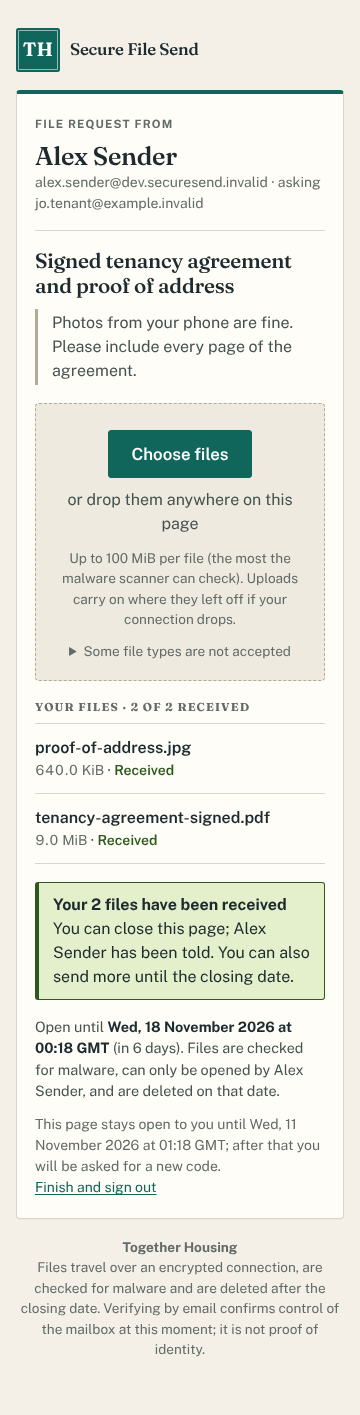 TH Secure File Send
FILE REQUEST FROM
Alex Sender
alex.sender@dev.securesend.invalid · asking
jo.tenant@example.invalid
Signed tenancy agreement
and proof of address
Photos from your phone are fine.
Please include every page of the
agreement.
Choose files
or drop them anywhere on this
page
Up to 100 MiB per file (the most the
malware scanner can check). Uploads
carry on where they left off if your
connection drops.
▶ Some file types are not accepted
YOUR FILES · 2 OF 2 RECEIVED
proof-of-address.jpg
640.0 KiB · Received
tenancy-agreement-signed.pdf
9.0 MiB · Received
Your 2 files have been received
You can close this page; Alex
Sender has been told. You can also
send more until the closing date.
Open until Wed, 18 November 2026 at
00:18 GMT (in 6 days). Files are checked
for malware, can only be opened by Alex
Sender, and are deleted on that date.
This page stays open to you until Wed, 11
November 2026 at 01:18 GMT; after that you
will be asked for a new code.
Finish and sign out
Together Housing
Files travel over an encrypted connection, are
checked for malware and are deleted after the
closing date. Verifying by email confirms control of
the mailbox at this moment; it is not proof of
identity.